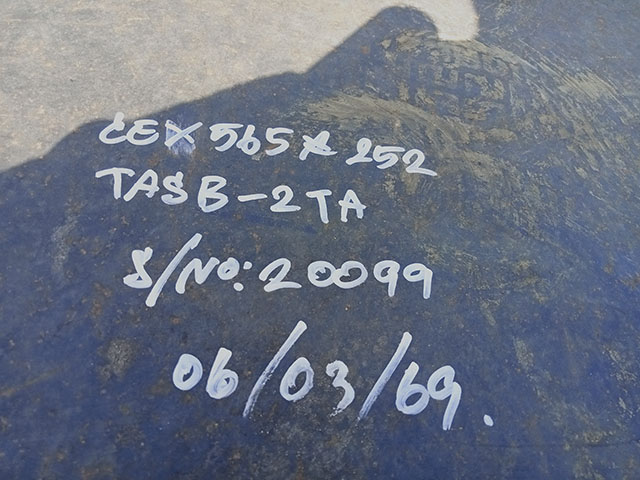 CEX 565 * 252
TASB-2TA
S/NO: 20099
06/03/69.